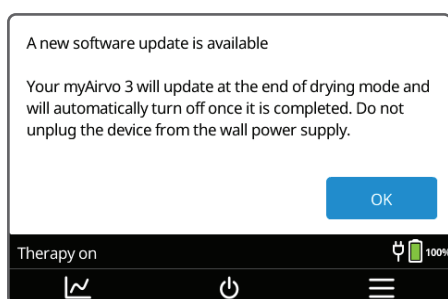 A new software update is available
Your myAirvo 3 will update at the end of drying mode and
will automatically turn off once it is completed. Do not
unplug the device from the wall power supply.
OK
Therapy on
100%